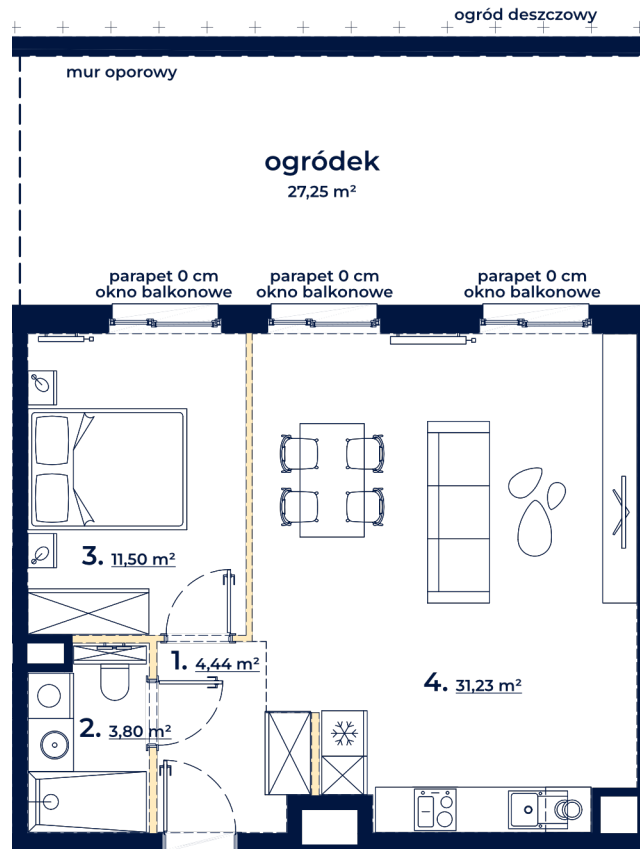 ogród deszczowy
mur oporowy
ogródek
27,25 m²
parapet 0 cm
okno balkonowe
parapet 0 cm
okno balkonowe
parapet 0 cm
okno balkonowe
3. 11,50 m²
1. 4,44 m²
4. 31,23 m²
2. 3,80 m²